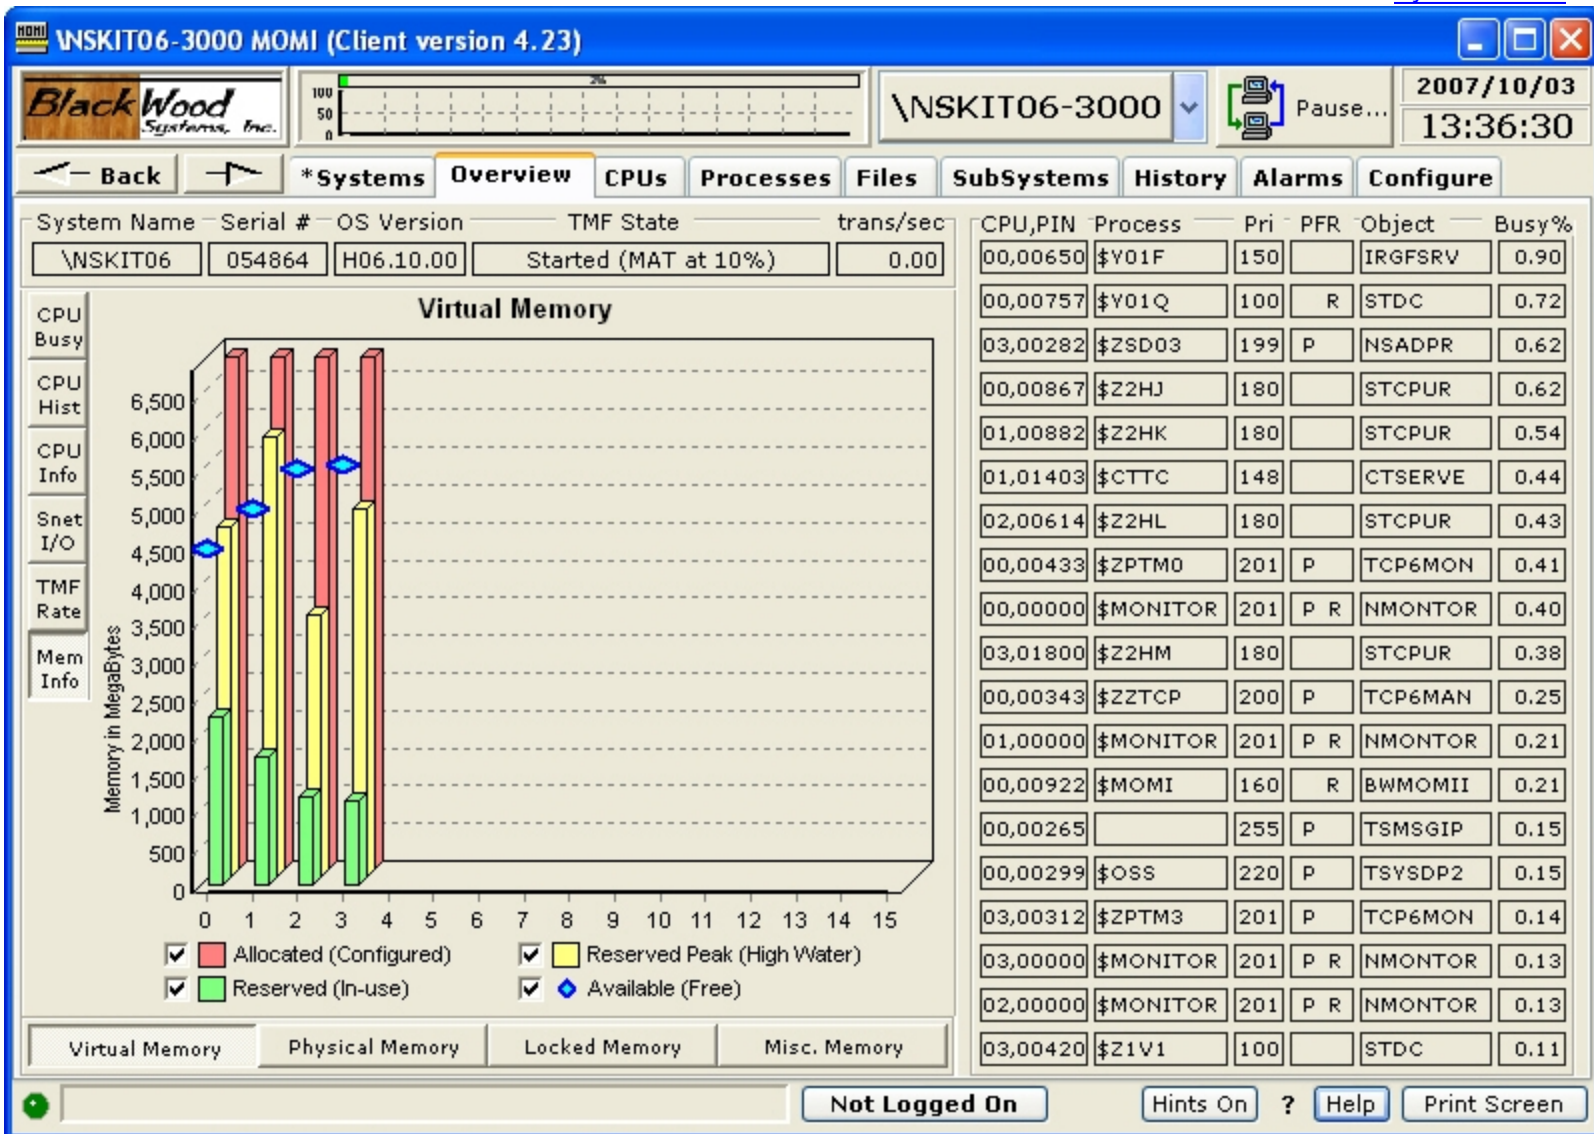 \NSKIT06-3000 MOMI (Client version 4.23)
BlackWood
Systems, Inc.
2%
100
50
0
\NSKIT06-3000
Pause...
2007/10/03
13:36:30
Back
*Systems Overview CPUs Processes Files SubSystems History Alarms Configure
System Name Serial # OS Version TMF State trans/sec
\NSKIT06 054864 H06.10.00 Started (MAT at 10%) 0.00
CPU Busy
CPU Hist
CPU Info
Snet I/O
TMF Rate
Mem Info
Virtual Memory
Memory in MegaBytes
6,500
6,000
5,500
5,000
4,500
4,000
3,500
3,000
2,500
2,000
1,500
1,000
500
0
0 1 2 3 4 5 6 7 8 9 10 11 12 13 14 15
Allocated (Configured) Reserved Peak (High Water)
Reserved (In-use) Available (Free)
Virtual Memory Physical Memory Locked Memory Misc. Memory
CPU,PIN Process Pri PFR Object Busy%
00,00650 $Y01F 150 IRGFSRV 0.90
00,00757 $Y01Q 100 R STDC 0.72
03,00282 $ZSD03 199 P NSADPR 0.62
00,00867 $Z2HJ 180 STCPUR 0.62
01,00882 $Z2HK 180 STCPUR 0.54
01,01403 $CTTC 148 CTSERVE 0.44
02,00614 $Z2HL 180 STCPUR 0.43
00,00433 $ZPTM0 201 P TCP6MON 0.41
00,00000 $MONITOR 201 P R NMONTOR 0.40
03,01800 $Z2HM 180 STCPUR 0.38
00,00343 $ZZTCP 200 P TCP6MAN 0.25
01,00000 $MONITOR 201 P R NMONTOR 0.21
00,00922 $MOMI 160 R BWMOMII 0.21
00,00265 255 P TSMSGIP 0.15
00,00299 $OSS 220 P TSYSDP2 0.15
03,00312 $ZPTM3 201 P TCP6MON 0.14
03,00000 $MONITOR 201 P R NMONTOR 0.13
02,00000 $MONITOR 201 P R NMONTOR 0.13
03,00420 $Z1V1 100 STDC 0.11
Not Logged On Hints On ? Help Print Screen